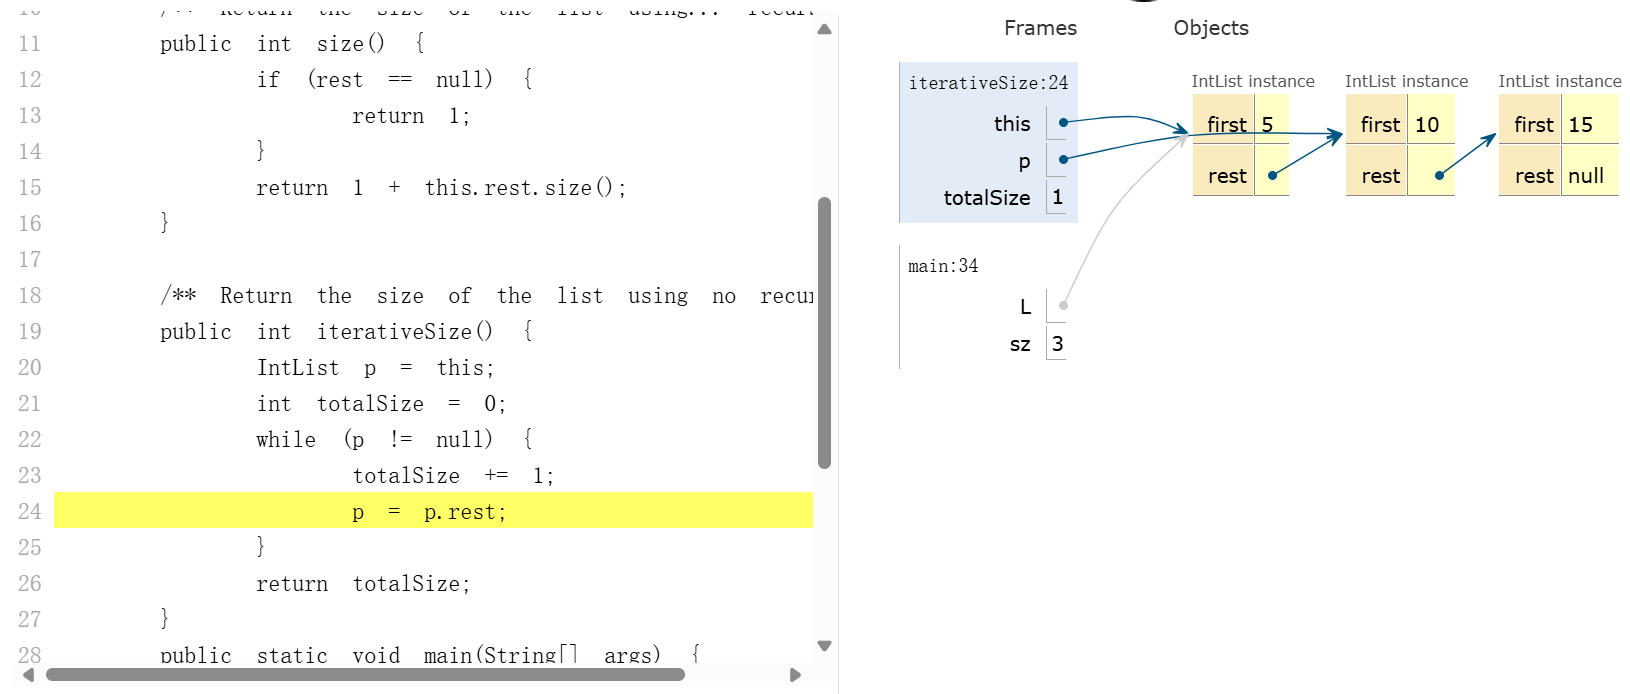 10 /** Return the size of the list using... recur
11 public int size() {
12 if (rest == null) {
13 return 1;
14 }
15 return 1 + this.rest.size();
16 }
17
18 /** Return the size of the list using no recu
19 public int iterativeSize() {
20 IntList p = this;
21 int totalSize = 0;
22 while (p != null) {
23 totalSize += 1;
24 p = p.rest;
25 }
26 return totalSize;
27 }
28 public static void main(String[] args) {
Frames Objects
iterativeSize:24
this
p
totalSize 1
main:34
L
sz 3
IntList instance
first 5
rest
IntList instance
first 10
rest
IntList instance
first 15
rest null